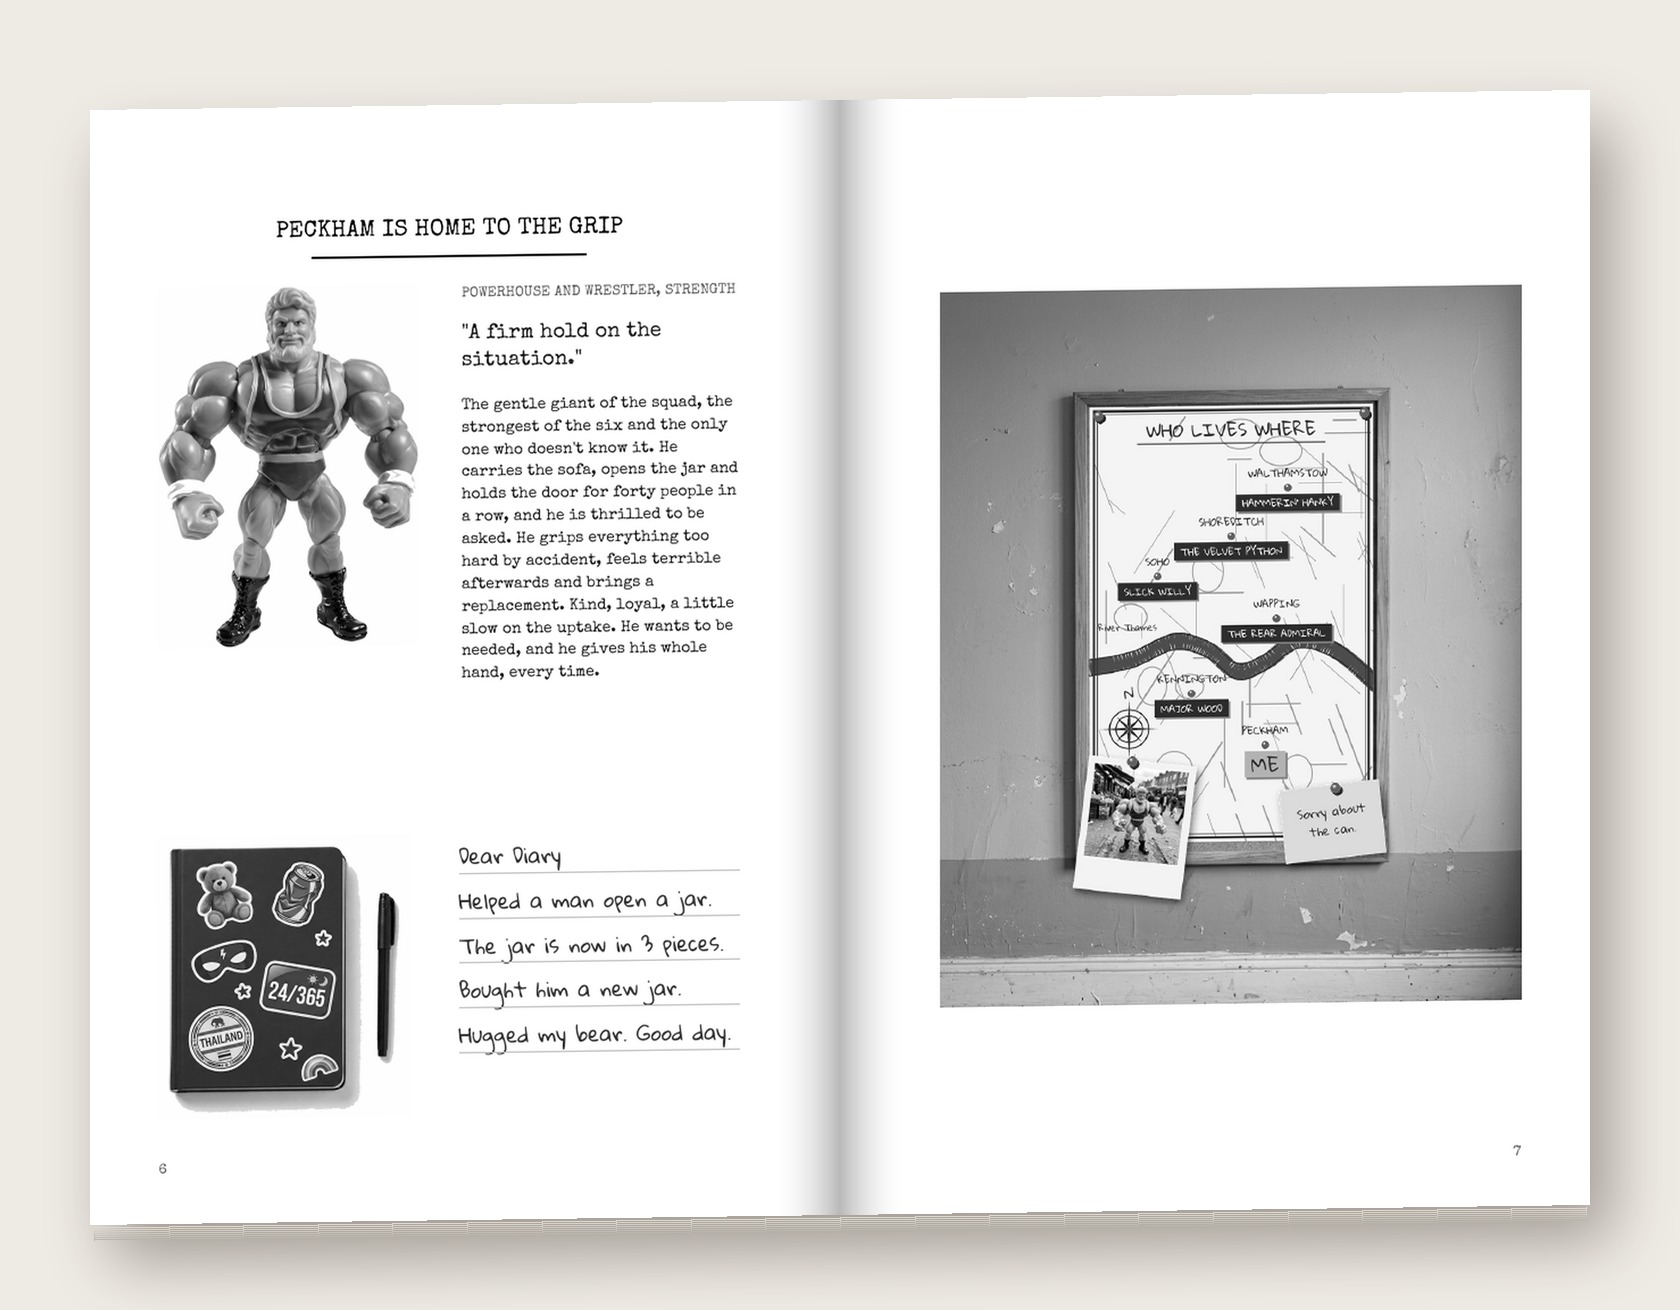 PECKHAM IS HOME TO THE GRIP
POWERHOUSE AND WRESTLER, STRENGTH
"A firm hold on the
situation."
The gentle giant of the squad, the
strongest of the six and the only
one who doesn't know it. He
carries the sofa, opens the jar and
holds the door for forty people in
a row, and he is thrilled to be
asked. He grips everything too
hard by accident, feels terrible
afterwards and brings a
replacement. Kind, loyal, a little
slow on the uptake. He wants to be
needed, and he gives his whole
hand, every time.
24/365
THAILAND
Dear Diary
Helped a man open a jar.
The jar is now in 3 pieces.
Bought him a new jar.
Hugged my bear. Good day.
6
WHO LIVES WHERE
WALTHAMSTOW
HAMMERIN' HANKY
SHOREDITCH
THE VELVET PYTHON
SOHO
SLICK WILLY
WAPPING
THE REAR ADMIRAL
River Thames
KENNINGTON
MAJOR WOOD
N
PECKHAM
ME
Sorry about
the can.
7